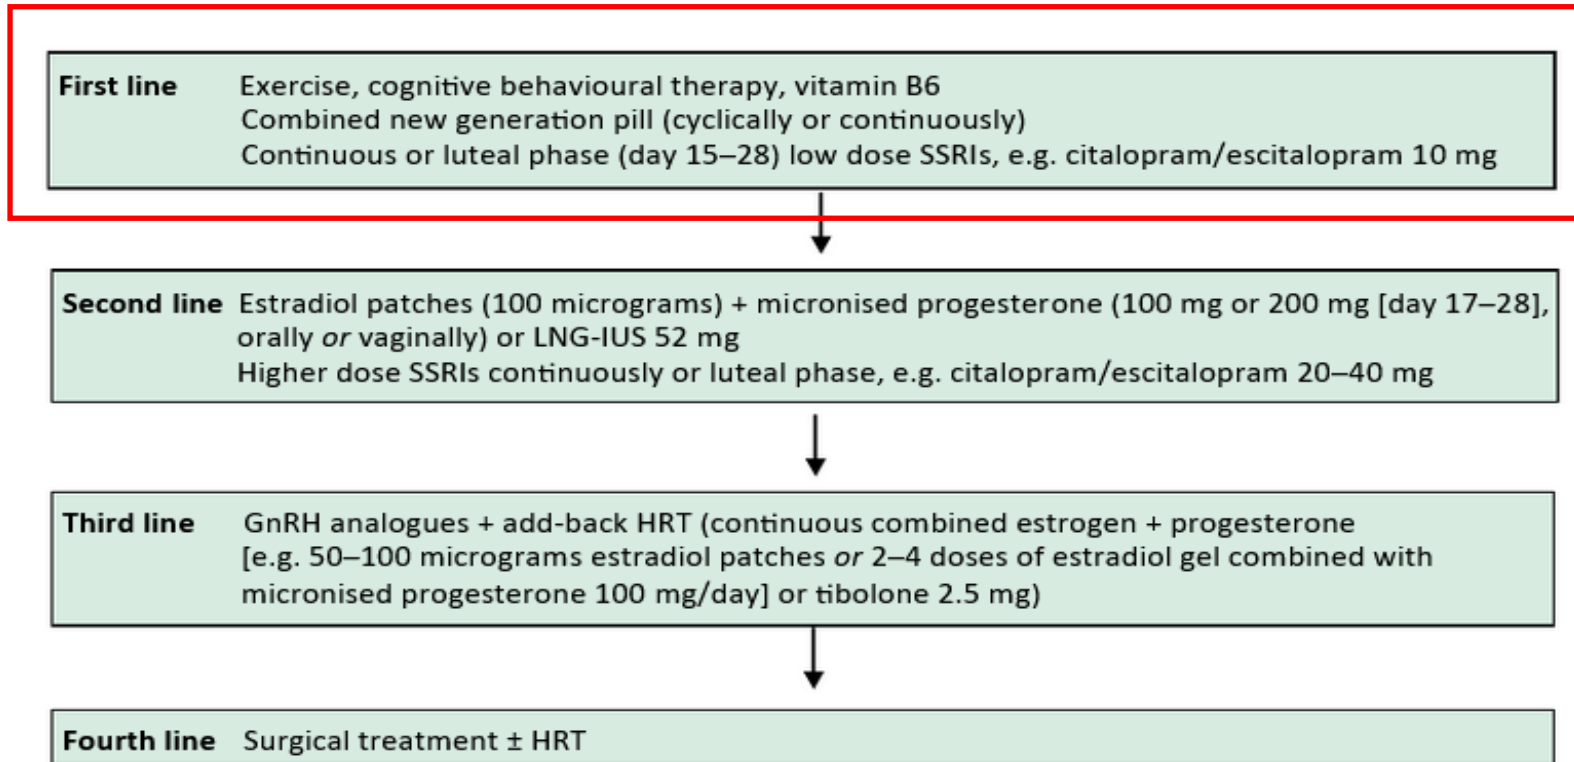 First line Exercise, cognitive behavioural therapy, vitamin B6
Combined new generation pill (cyclically or continuously)
Continuous or luteal phase (day 15–28) low dose SSRIs, e.g. citalopram/escitalopram 10 mg
Second line Estradiol patches (100 micrograms) + micronised progesterone (100 mg or 200 mg [day 17–28],
orally or vaginally) or LNG-IUS 52 mg
Higher dose SSRIs continuously or luteal phase, e.g. citalopram/escitalopram 20–40 mg
Third line GnRH analogues + add-back HRT (continuous combined estrogen + progesterone
[e.g. 50–100 micrograms estradiol patches or 2–4 doses of estradiol gel combined with
micronised progesterone 100 mg/day] or tibolone 2.5 mg)
Fourth line Surgical treatment ± HRT